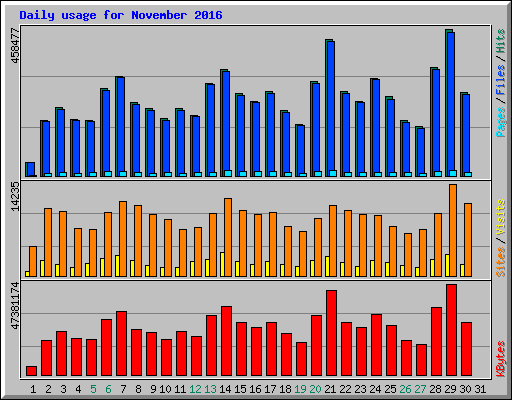 Daily usage for November 2016
458477
Pages / Files / Hits
14235
Sites / Visits
47381174
KBytes
1 2 3 4 5 6 7 8 9 10 11 12 13 14 15 16 17 18 19 20 21 22 23 24 25 26 27 28 29 30 31